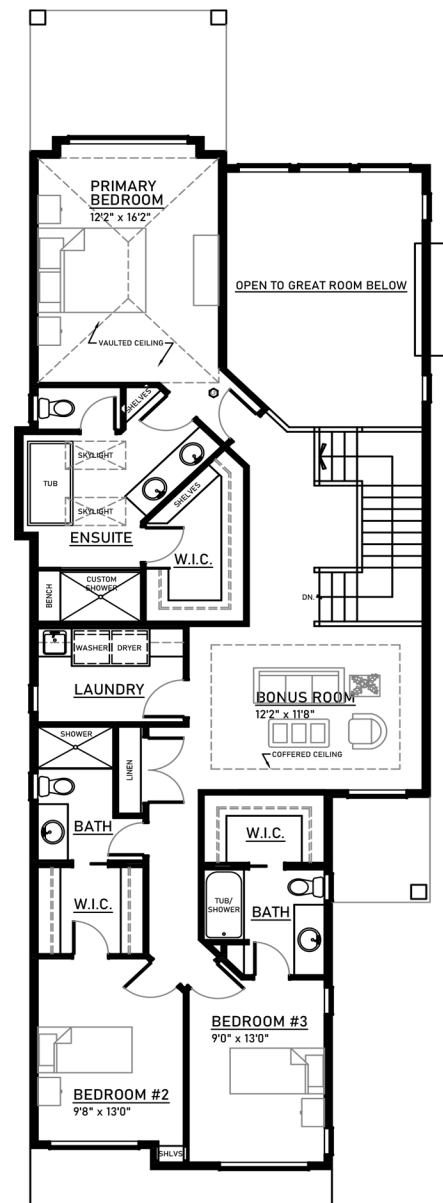 PRIMARY
BEDROOM
12'2" x 16'2"
OPEN TO GREAT ROOM BELOW
VAULTED CEILING
SHELVES
SKYLIGHT
TUB
SKYLIGHT
SHELVES
ENSUITE
W.I.C.
BENCH
CUSTOM
SHOWER
DN.
WASHER
DRYER
LAUNDRY
BONUS ROOM
12'2" x 11'8"
COFFERED CEILING
SHOWER
LINEN
BATH
W.I.C.
W.I.C.
TUB/
SHOWER
BATH
BEDROOM #3
9'0" x 13'0"
BEDROOM #2
9'8" x 13'0"
SHLVS